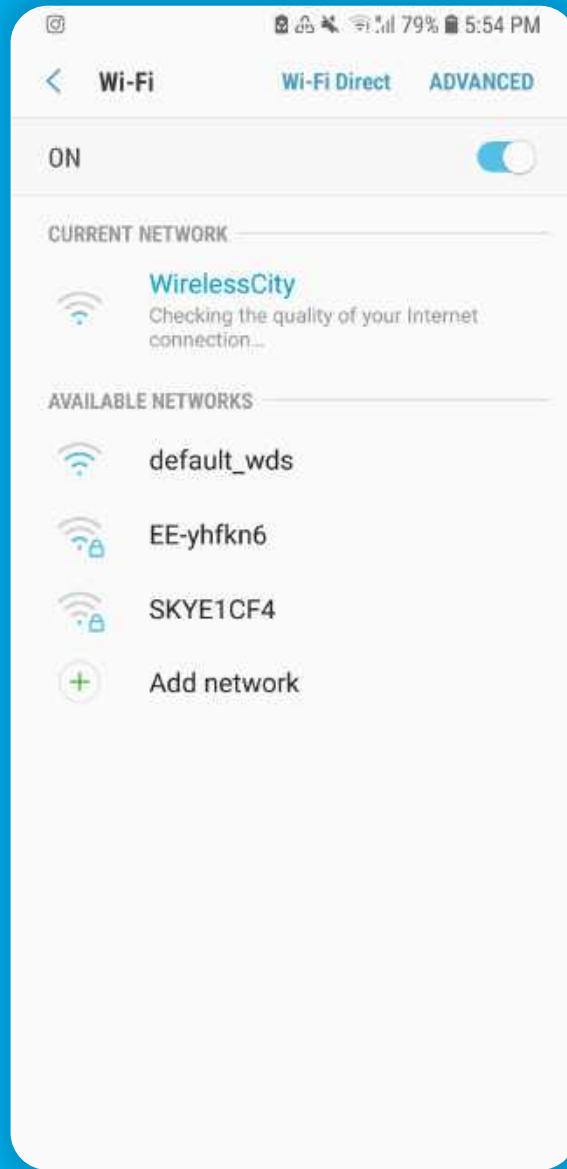 79% 5:54 PM
Wi-Fi Wi-Fi Direct ADVANCED
ON
CURRENT NETWORK
WirelessCity
Checking the quality of your Internet
connection...
AVAILABLE NETWORKS
default_wds
EE-yhfkn6
SKYE1CF4
Add network